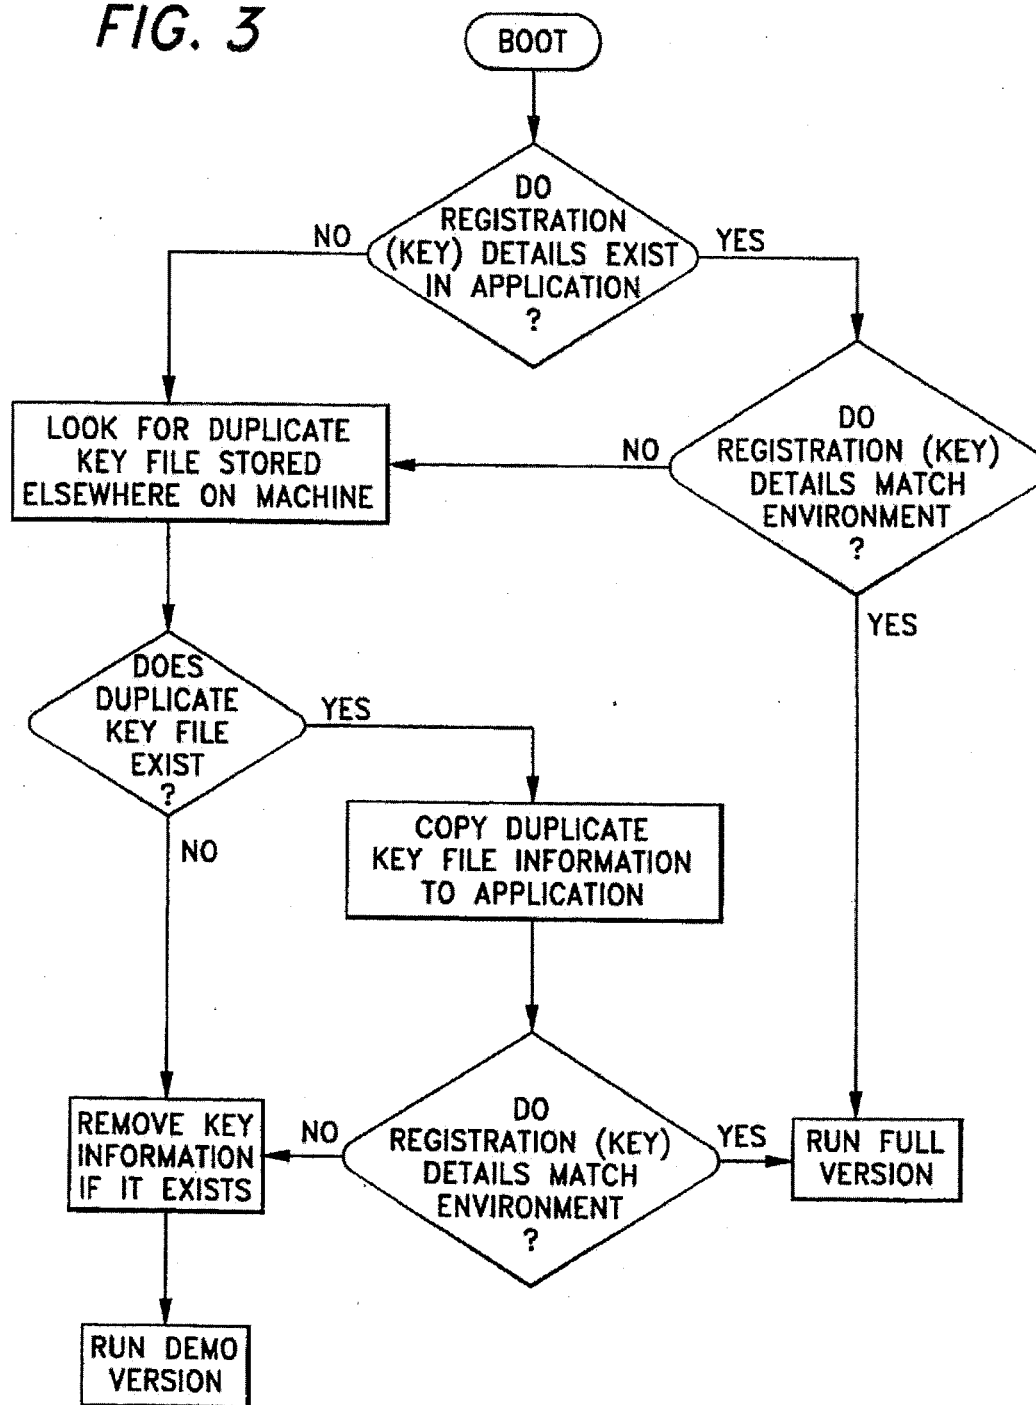 FIG. 3
BOOT
DO
REGISTRATION
(KEY) DETAILS EXIST
IN APPLICATION
?
NO
YES
LOOK FOR DUPLICATE
KEY FILE STORED
ELSEWHERE ON MACHINE
NO
DO
REGISTRATION (KEY)
DETAILS MATCH
ENVIRONMENT
?
YES
DOES
DUPLICATE
KEY FILE
EXIST
?
YES
NO
COPY DUPLICATE
KEY FILE INFORMATION
TO APPLICATION
REMOVE KEY
INFORMATION
IF IT EXISTS
NO
DO
REGISTRATION (KEY)
DETAILS MATCH
ENVIRONMENT
?
YES
RUN FULL
VERSION
RUN DEMO
VERSION